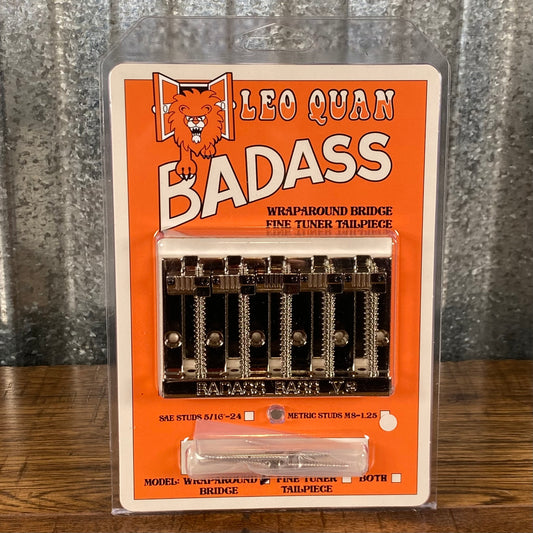 LEO QUAN
BADASS
WRAPAROUND BRIDGE
FINE TUNER TAILPIECE
BADASS BASS V.S
SAE STUDS 5/16"-24
METRIC STUDS M8-1.25
MODEL: WRAPAROUND BRIDGE
FINE TUNER TAILPIECE
BOTH